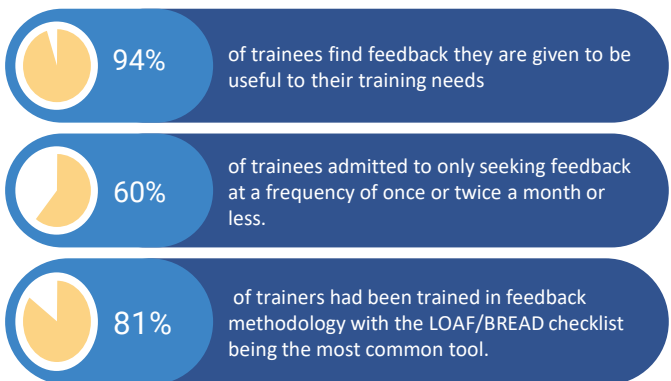 94%
of trainees find feedback they are given to be
useful to their training needs
60%
of trainees admitted to only seeking feedback
at a frequency of once or twice a month or
less.
81%
of trainers had been trained in feedback
methodology with the LOAF/BREAD checklist
being the most common tool.